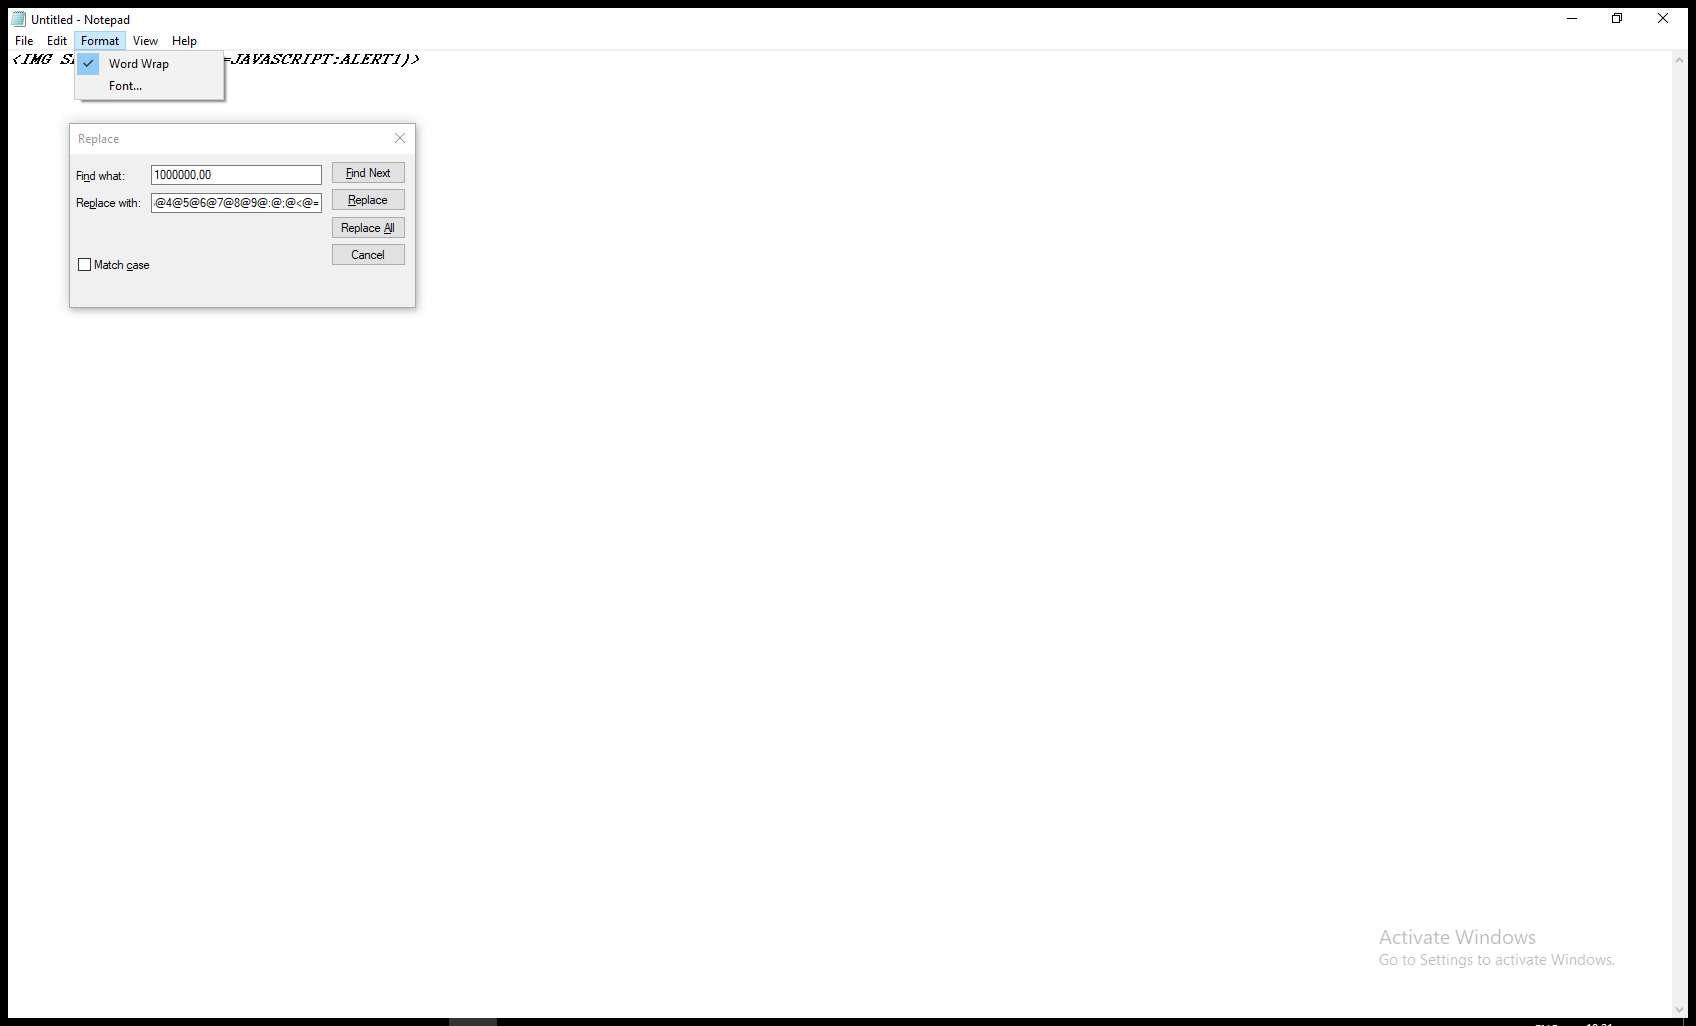 Untitled - Notepad
File Edit Format View Help
<IMG =JAVASCRIPT:ALERT1)>
Word Wrap
Font...
Replace
Find what: 1000000,00 Find Next
Replace with: @4@5@6@7@8@9@:@;@<@= Replace
Replace All
Cancel
Match case
Activate Windows
Go to Settings to activate Windows.